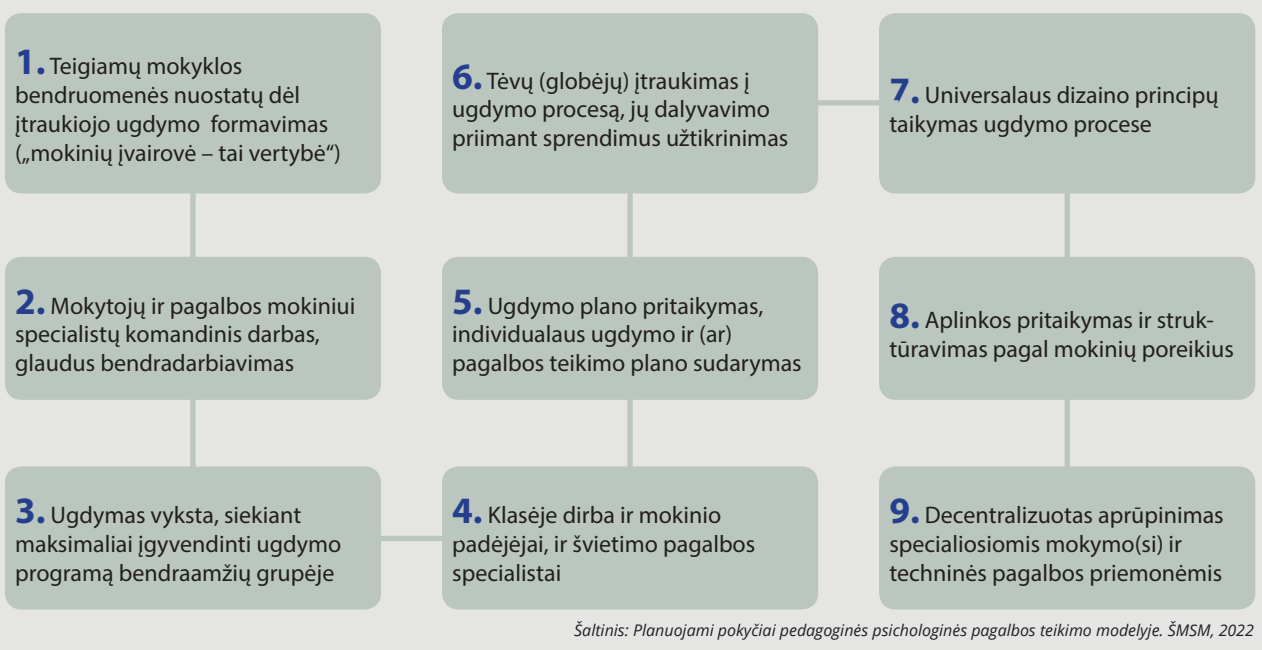 1. Teigiamų mokyklos
bendruomenės nuostatų dėl
įtraukiojo ugdymo formavimas
(„mokinių įvairovė – tai vertybė“)
2. Mokytojų ir pagalbos mokiniui
specialistų komandinis darbas,
glaudus bendradarbiavimas
3. Ugdymas vyksta, siekiant
maksimaliai įgyvendinti ugdymo
programą bendraamžių grupėje
4. Klasėje dirba ir mokinio
padėjėjai, ir švietimo pagalbos
specialistai
5. Ugdymo plano pritaikymas,
individualaus ugdymo ir (ar)
pagalbos teikimo plano sudarymas
6. Tėvų (globėjų) įtraukimas į
ugdymo procesą, jų dalyvavimo
priimant sprendimus užtikrinimas
7. Universalaus dizaino principų
taikymas ugdymo procese
8. Aplinkos pritaikymas ir struk-
tūravimas pagal mokinių poreikius
9. Decentralizuotas aprūpinimas
specialiosiomis mokymo(si) ir
techninės pagalbos priemonėmis
Šaltinis: Planuojami pokyčiai pedagoginės psichologinės pagalbos teikimo modelyje. ŠMSM, 2022